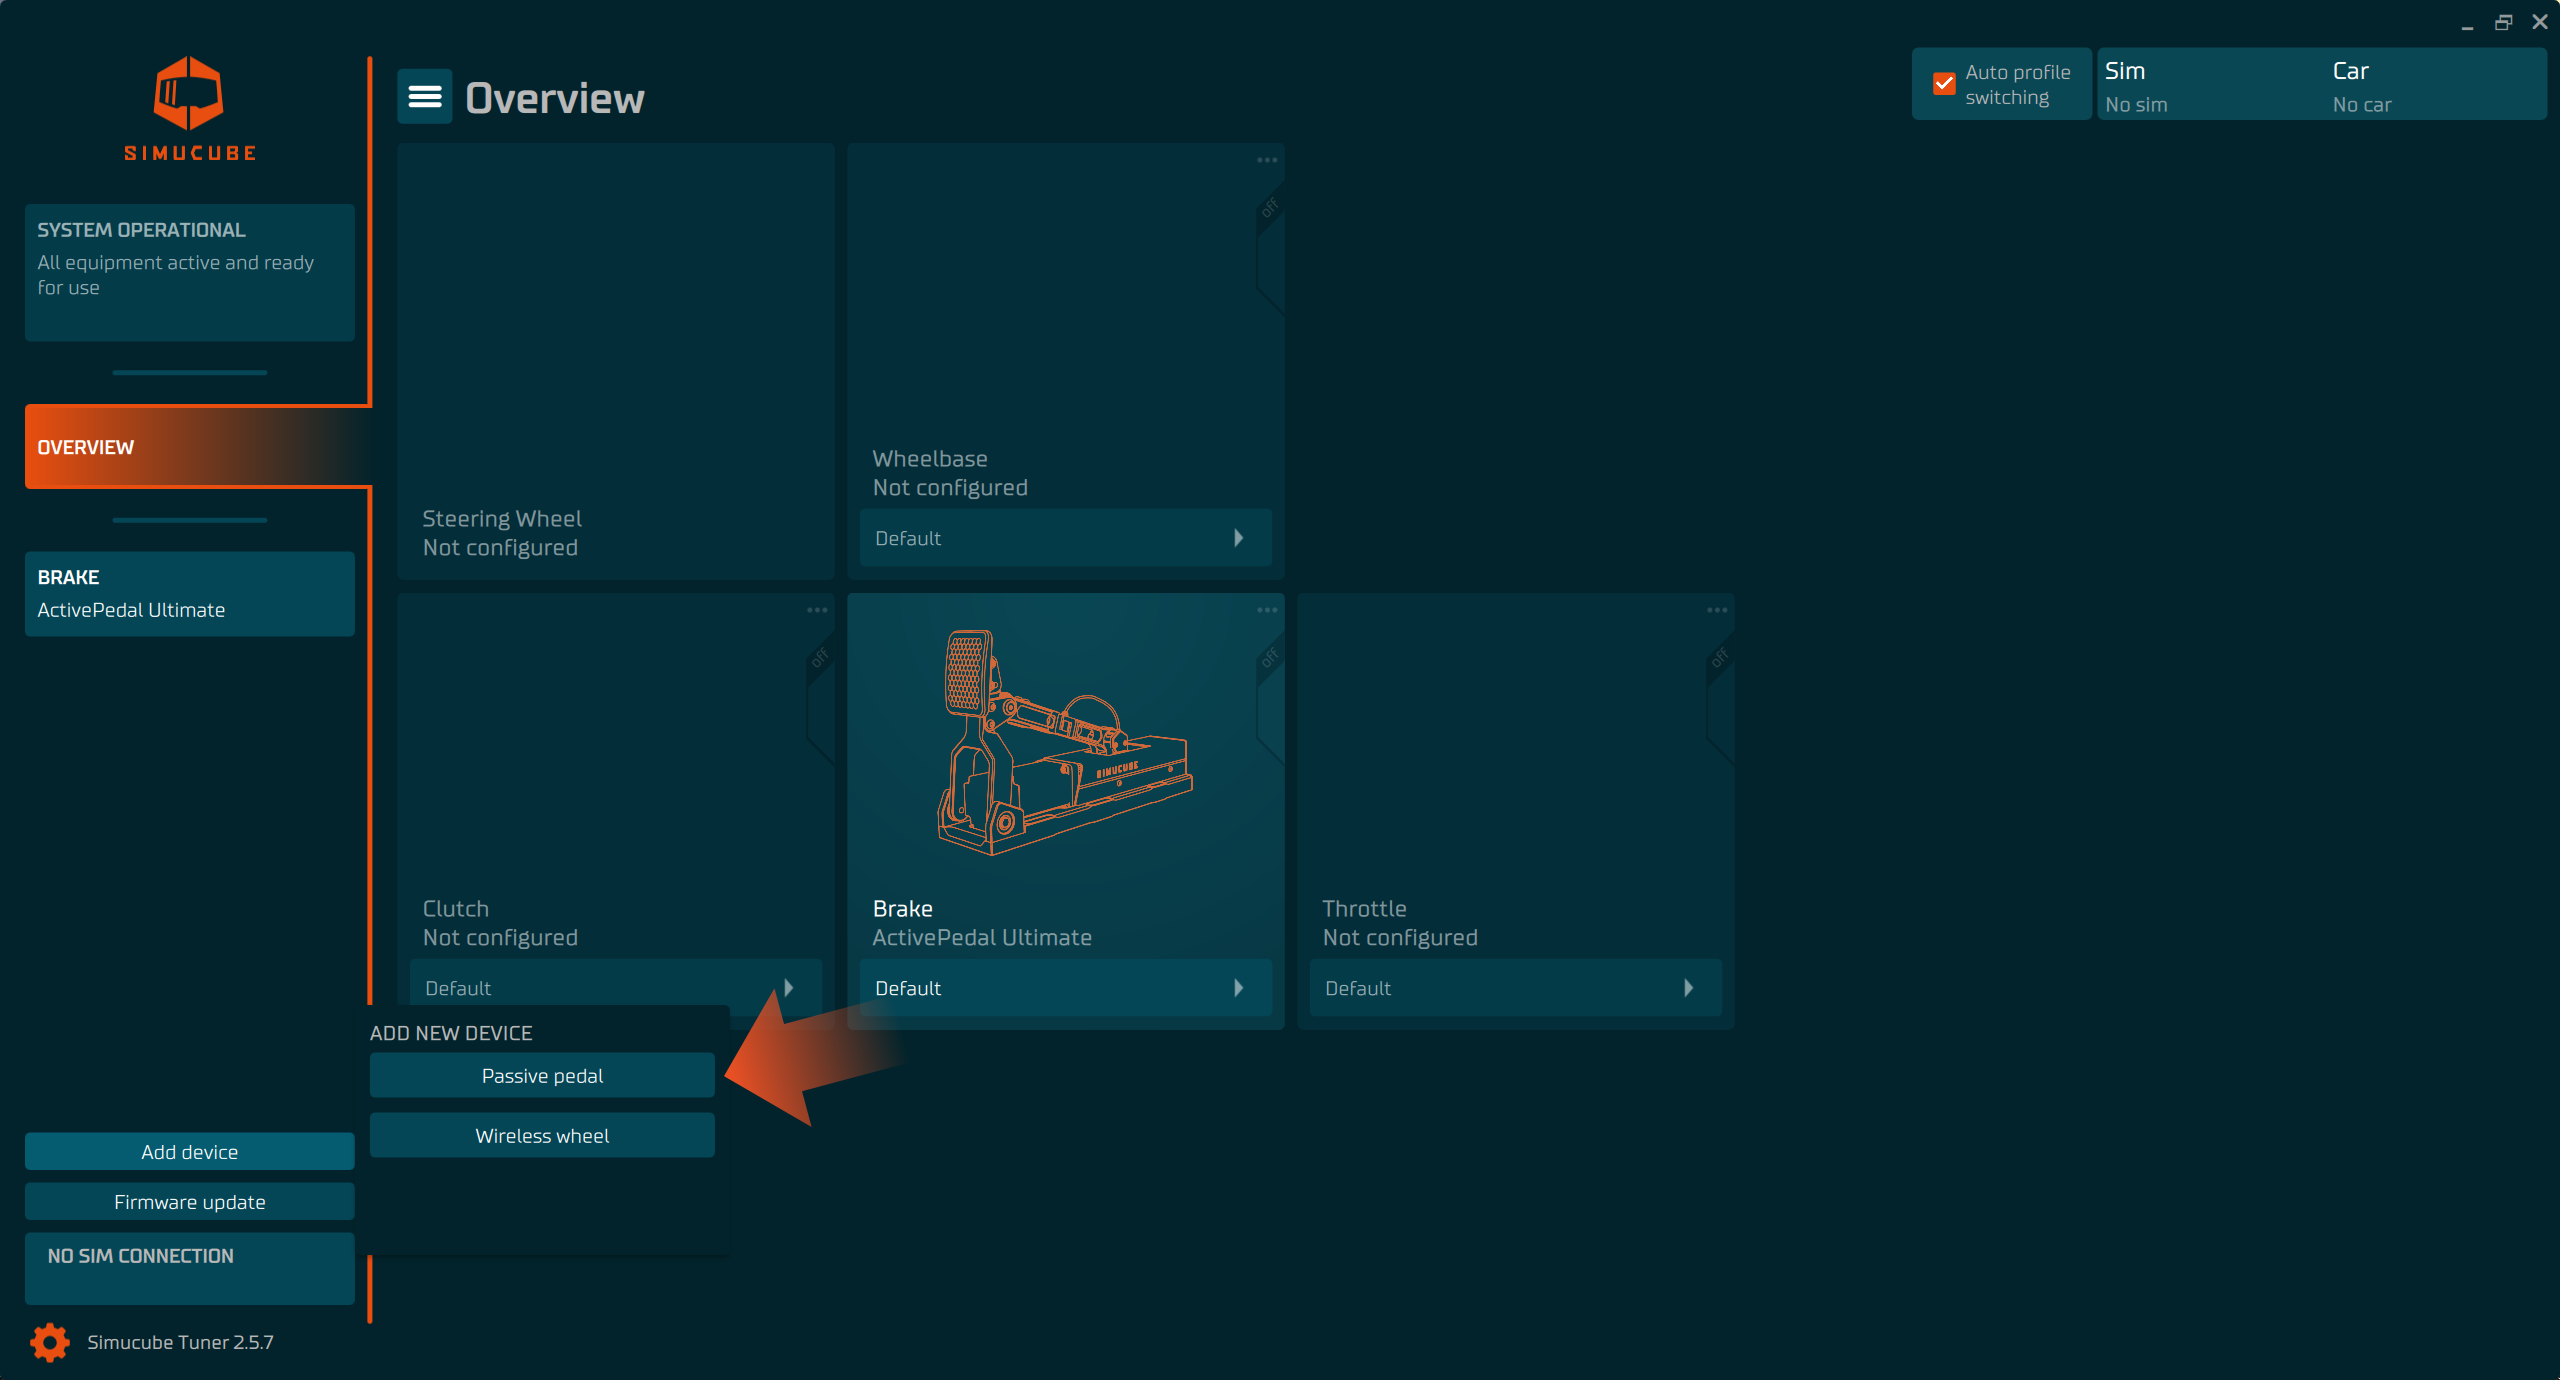 SIMUCUBE
SYSTEM OPERATIONAL
All equipment active and ready
for use
OVERVIEW
BRAKE
ActivePedal Ultimate
Add device
Firmware update
NO SIM CONNECTION
Simucube Tuner 2.5.7
Overview
Auto profile
switching
Sim
No sim
Car
No car
Steering Wheel
Not configured
off
Wheelbase
Not configured
Default
off
Clutch
Not configured
Default
off
SIMUCUBE
Brake
ActivePedal Ultimate
Default
off
Throttle
Not configured
Default
ADD NEW DEVICE
Passive pedal
Wireless wheel